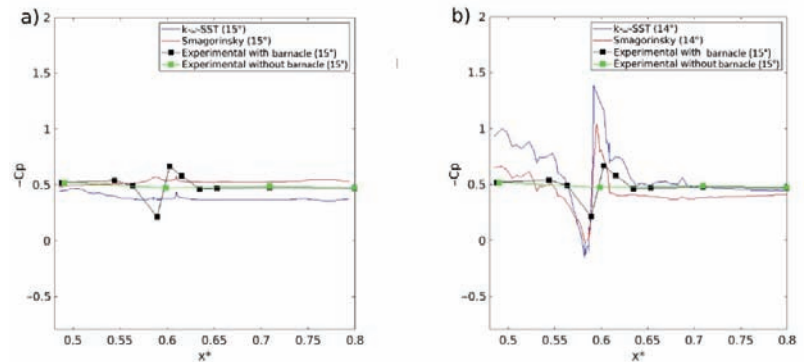 a)
k-ω-SST (15°)
Smagorinsky (15°)
Experimental with barnacle (15°)
Experimental without barnacle (15°)
2
1.5
1
0.5
0
-0.5
-Cp
0.5
0.55
0.6
0.65
0.7
0.75
0.8
x*
b)
k-ω-SST (14°)
Smagorinsky (14°)
Experimental with barnacle (15°)
Experimental without barnacle (15°)
2
1.5
1
0.5
0
-0.5
-Cp
0.5
0.55
0.6
0.65
0.7
0.75
0.8
x*